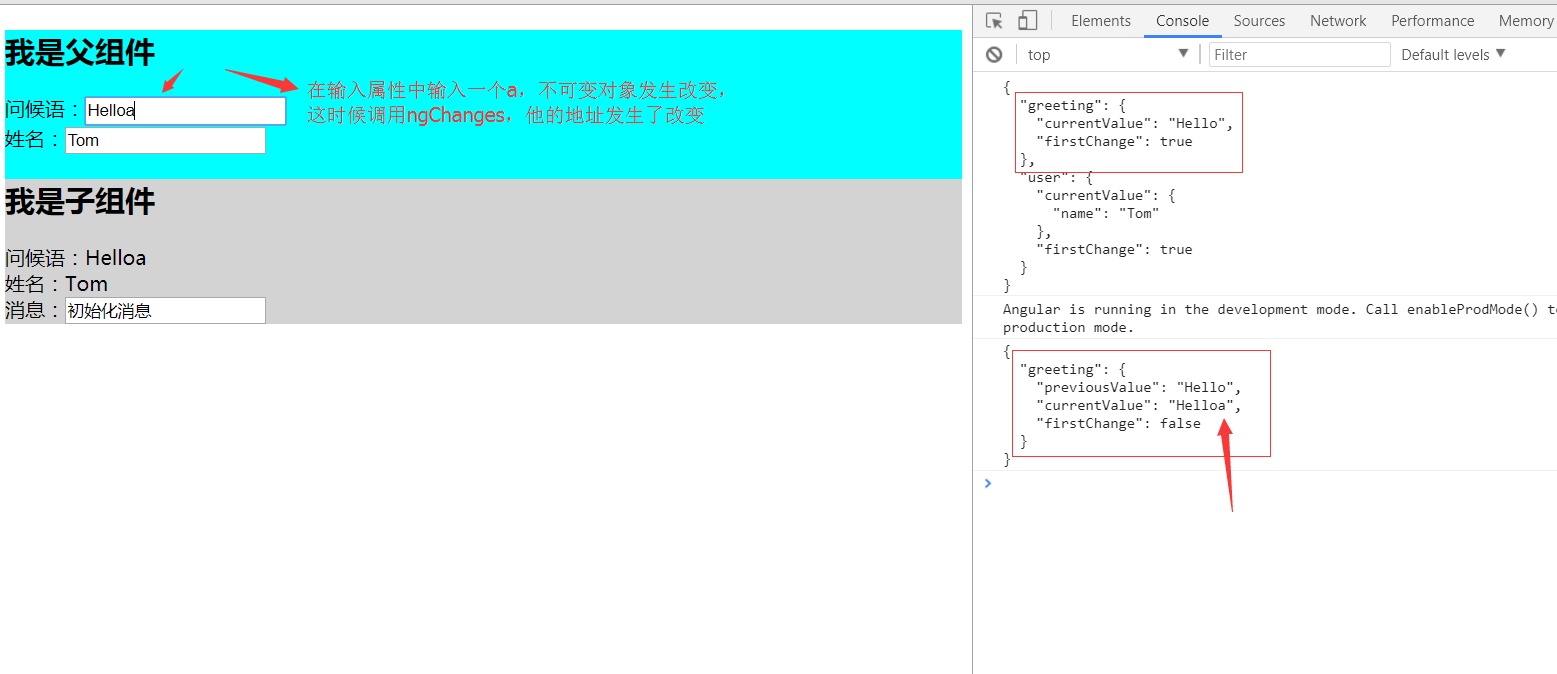 我是父组件
问候语：Helloa
姓名：Tom
在输入属性中输入一个a，不可变对象发生改变，
这时候调用ngChanges，他的地址发生了改变
我是子组件
问候语：Helloa
姓名：Tom
消息：初始化消息
Elements Console Sources Network Performance Memory
top Filter Default levels
{
"greeting": {
"currentValue": "Hello",
"firstChange": true
},
"user": {
"currentValue": {
"name": "Tom"
},
"firstChange": true
}
}
Angular is running in the development mode. Call enableProdMode() t
production mode.
{
"greeting": {
"previousValue": "Hello",
"currentValue": "Helloa",
"firstChange": false
}
}